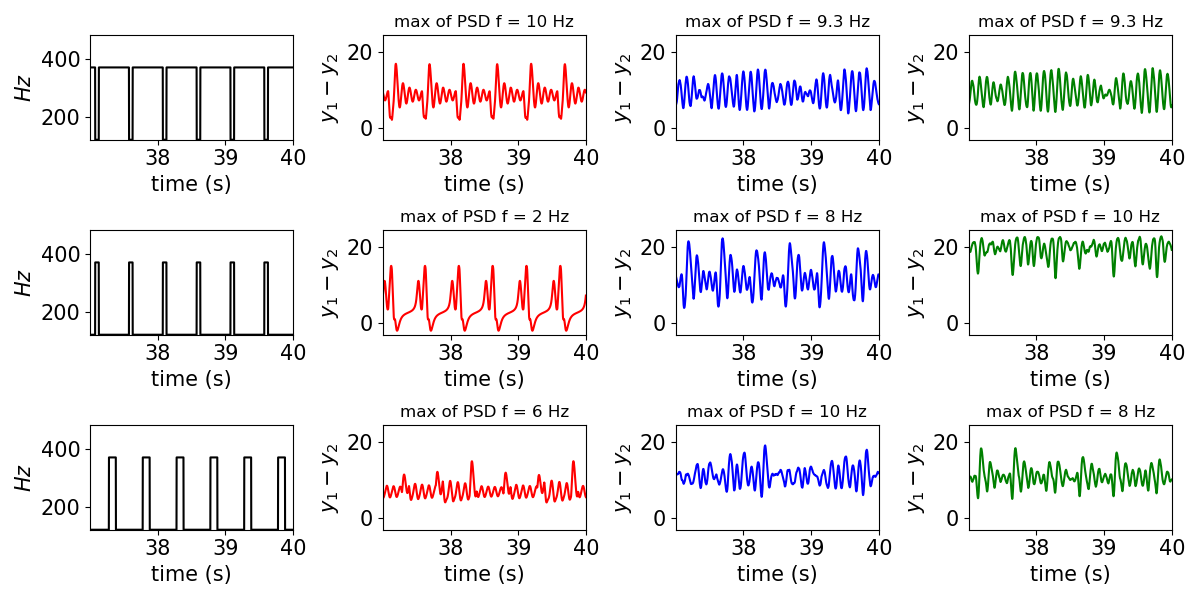 max of PSD f = 10 Hz
max of PSD f = 9.3 Hz
max of PSD f = 9.3 Hz
400
200
Hz
38 39 40
time (s)
20
0
y₁ − y₂
38 39 40
time (s)
20
0
y₁ − y₂
38 39 40
time (s)
20
0
y₁ − y₂
38 39 40
time (s)
max of PSD f = 2 Hz
max of PSD f = 8 Hz
max of PSD f = 10 Hz
400
200
Hz
38 39 40
time (s)
20
0
y₁ − y₂
38 39 40
time (s)
20
0
y₁ − y₂
38 39 40
time (s)
20
0
y₁ − y₂
38 39 40
time (s)
max of PSD f = 6 Hz
max of PSD f = 10 Hz
max of PSD f = 8 Hz
400
200
Hz
38 39 40
time (s)
20
0
y₁ − y₂
38 39 40
time (s)
20
0
y₁ − y₂
38 39 40
time (s)
20
0
y₁ − y₂
38 39 40
time (s)